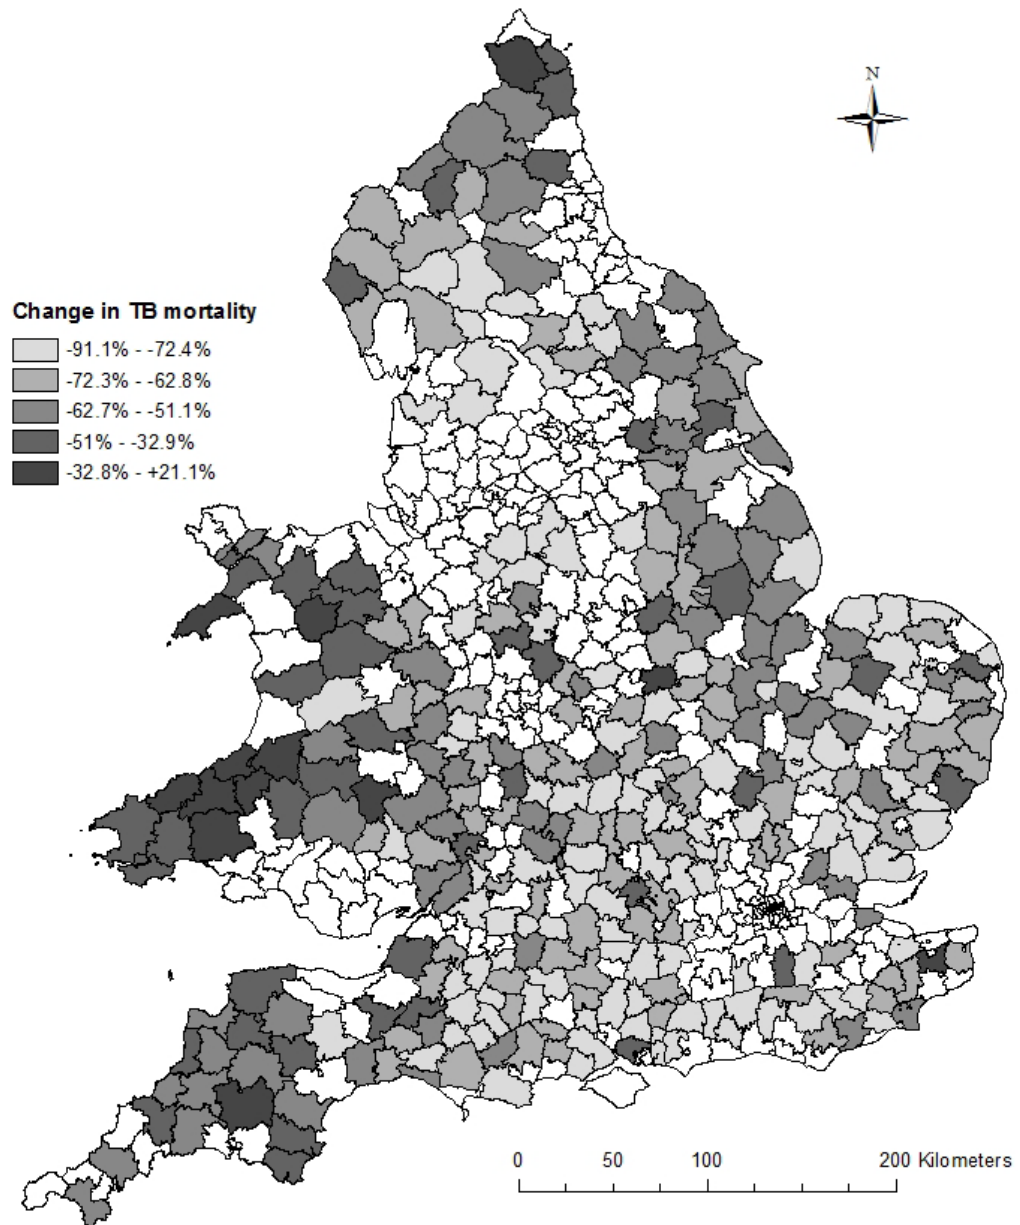 N
Change in TB mortality
-91.1% - -72.4%
-72.3% - -62.8%
-62.7% - -51.1%
-51% - -32.9%
-32.8% - +21.1%
0 50 100 200 Kilometers